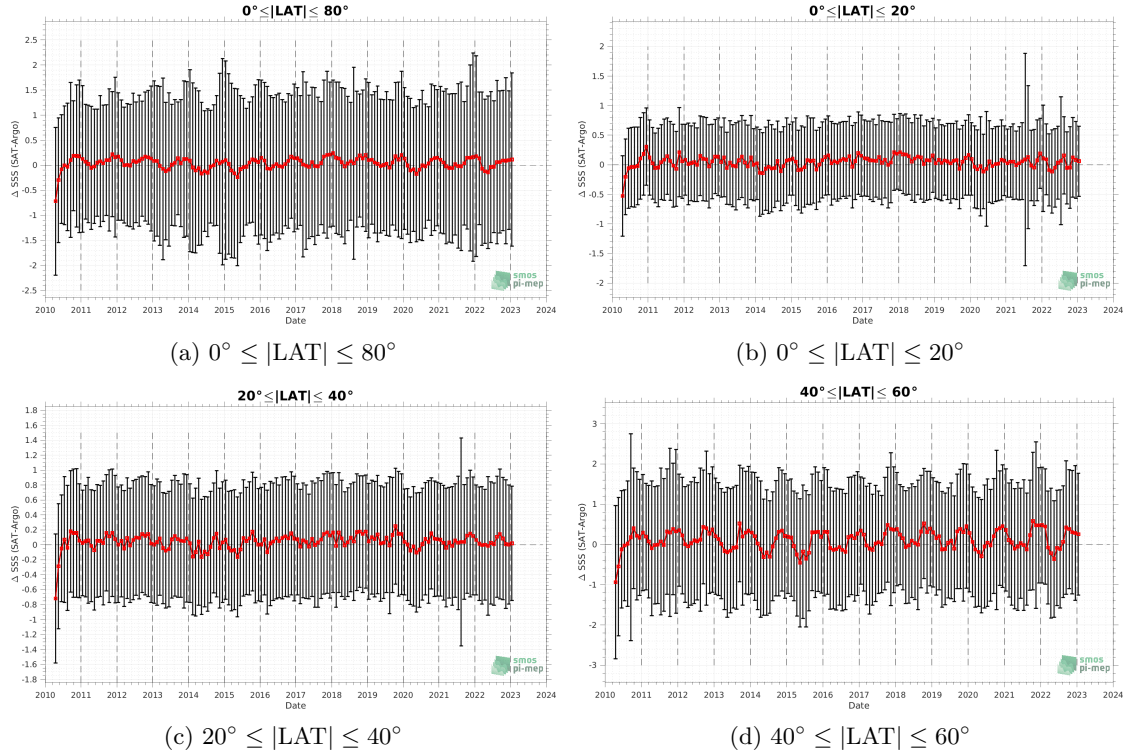 0°≤|LAT|≤ 80°
Δ SSS (SAT-Argo)
2.5
2
1.5
1
0.5
0
-0.5
-1
-1.5
-2
-2.5
smos
pi-mep
2010 2011 2012 2013 2014 2015 2016 2017 2018 2019 2020 2021 2022 2023 2024
Date
(a) 0° ≤ |LAT| ≤ 80°
0°≤|LAT|≤ 20°
Δ SSS (SAT-Argo)
2
1.5
1
0.5
0
-0.5
-1
-1.5
-2
smos
pi-mep
2010 2011 2012 2013 2014 2015 2016 2017 2018 2019 2020 2021 2022 2023 2024
Date
(b) 0° ≤ |LAT| ≤ 20°
20°≤|LAT|≤ 40°
Δ SSS (SAT-Argo)
1.8
1.6
1.4
1.2
1
0.8
0.6
0.4
0.2
0
-0.2
-0.4
-0.6
-0.8
-1
-1.2
-1.4
-1.6
-1.8
smos
pi-mep
2010 2011 2012 2013 2014 2015 2016 2017 2018 2019 2020 2021 2022 2023 2024
Date
(c) 20° ≤ |LAT| ≤ 40°
40°≤|LAT|≤ 60°
Δ SSS (SAT-Argo)
3
2
1
0
-1
-2
-3
smos
pi-mep
2010 2011 2012 2013 2014 2015 2016 2017 2018 2019 2020 2021 2022 2023 2024
Date
(d) 40° ≤ |LAT| ≤ 60°